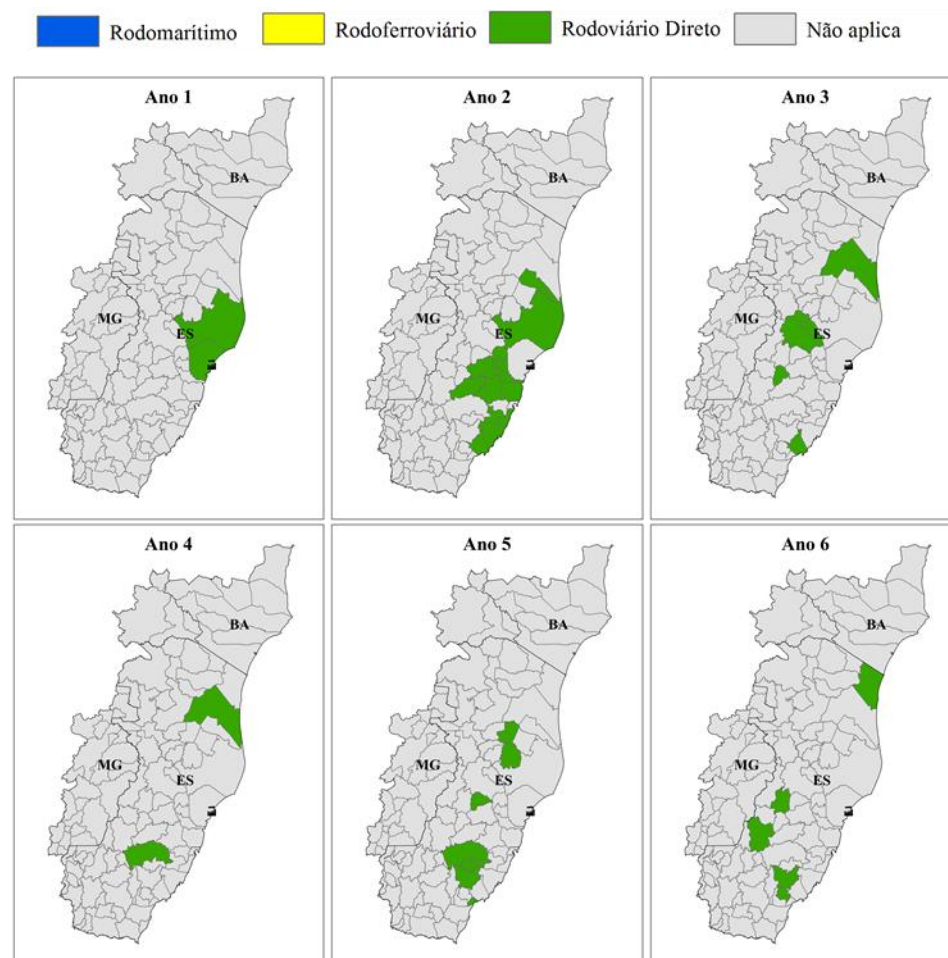 Rodomarítimo Rodoferroviário Rodoviário Direto Não aplica
Ano 1 Ano 2 Ano 3
BA BA BA
MG ES MG ES MG ES
Ano 4 Ano 5 Ano 6
BA BA BA
MG ES MG ES MG ES